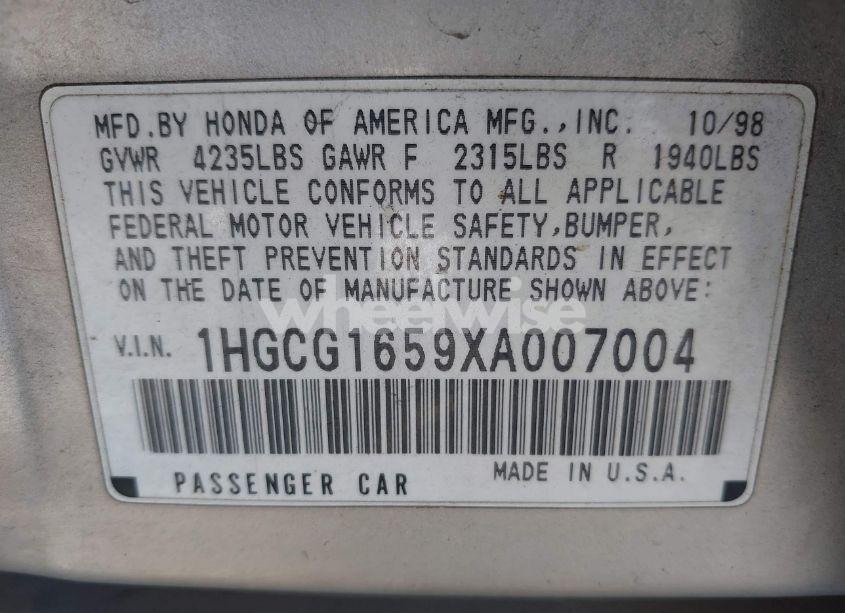 MFD.BY HONDA OF AMERICA MFG.,INC. 10/98
GVWR 4235LBS GAWR F 2315LBS R 1940LBS
THIS VEHICLE CONFORMS TO ALL APPLICABLE
FEDERAL MOTOR VEHICLE SAFETY,BUMPER,
AND THEFT PREVENTION STANDARDS IN EFFECT
ON THE DATE OF MANUFACTURE SHOWN ABOVE:
wheelwise
V.I.N. 1HGCG1659XA007004
PASSENGER CAR MADE IN U.S.A.